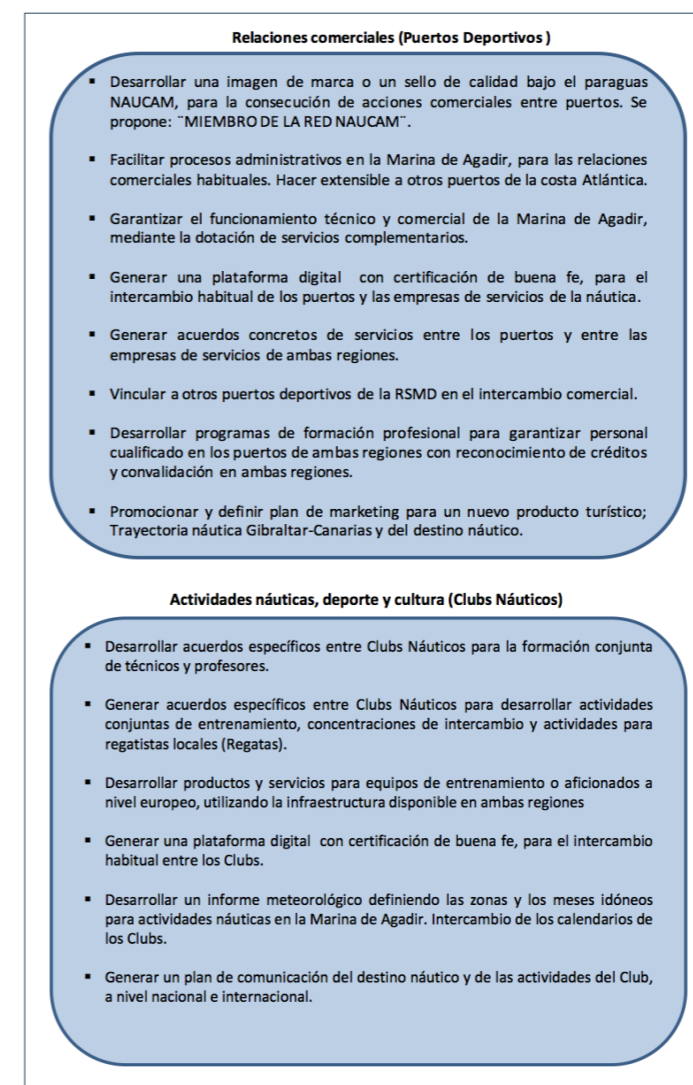 Relaciones comerciales (Puertos Deportivos )
▪ Desarrollar una imagen de marca o un sello de calidad bajo el paraguas
NAUCAM, para la consecución de acciones comerciales entre puertos. Se
propone: ¨MIEMBRO DE LA RED NAUCAM¨.
▪ Facilitar procesos administrativos en la Marina de Agadir, para las relaciones
comerciales habituales. Hacer extensible a otros puertos de la costa Atlántica.
▪ Garantizar el funcionamiento técnico y comercial de la Marina de Agadir,
mediante la dotación de servicios complementarios.
▪ Generar una plataforma digital con certificación de buena fe, para el
intercambio habitual de los puertos y las empresas de servicios de la náutica.
▪ Generar acuerdos concretos de servicios entre los puertos y entre las
empresas de servicios de ambas regiones.
▪ Vincular a otros puertos deportivos de la RSMD en el intercambio comercial.
▪ Desarrollar programas de formación profesional para garantizar personal
cualificado en los puertos de ambas regiones con reconocimiento de créditos
y convalidación en ambas regiones.
▪ Promocionar y definir plan de marketing para un nuevo producto turístico;
Trayectoria náutica Gibraltar-Canarias y del destino náutico.
Actividades náuticas, deporte y cultura (Clubs Náuticos)
▪ Desarrollar acuerdos específicos entre Clubs Náuticos para la formación conjunta
de técnicos y profesores.
▪ Generar acuerdos específicos entre Clubs Náuticos para desarrollar actividades
conjuntas de entrenamiento, concentraciones de intercambio y actividades para
regatistas locales (Regatas).
▪ Desarrollar productos y servicios para equipos de entrenamiento o aficionados a
nivel europeo, utilizando la infraestructura disponible en ambas regiones
▪ Generar una plataforma digital con certificación de buena fe, para el intercambio
habitual entre los Clubs.
▪ Desarrollar un informe meteorológico definiendo las zonas y los meses idóneos
para actividades náuticas en la Marina de Agadir. Intercambio de los calendarios de
los Clubs.
▪ Generar un plan de comunicación del destino náutico y de las actividades del Club,
a nivel nacional e internacional.